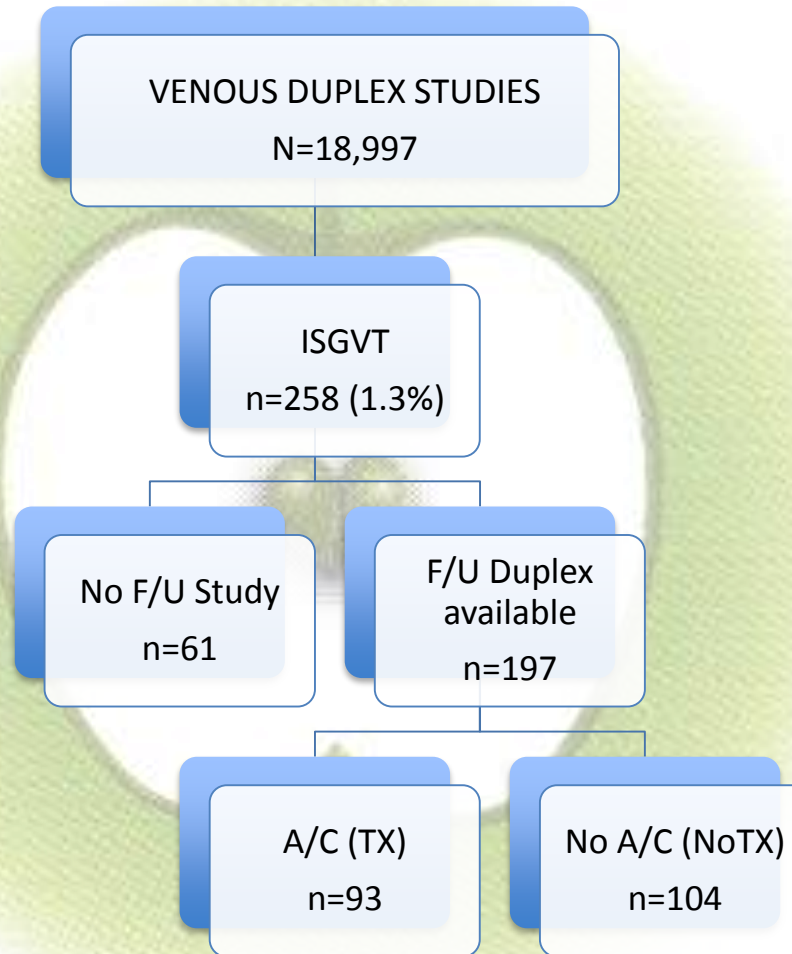 VENOUS DUPLEX STUDIES
N=18,997
ISGVT
n=258 (1.3%)
No F/U Study
n=61
F/U Duplex
available
n=197
A/C (TX)
n=93
No A/C (NoTX)
n=104